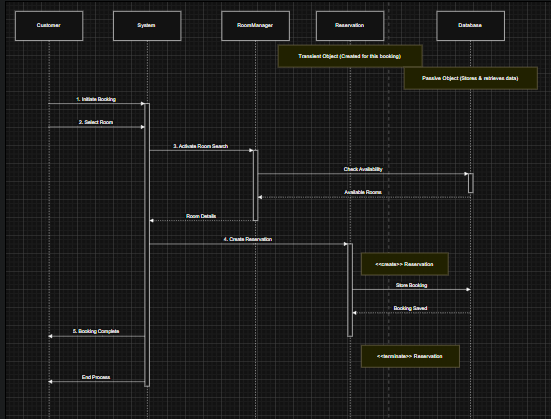 Customer
System
RoomManager
Reservation
Database
Transient Object (Created for this booking)
Passive Object (Stores & retrieves data)
1. Initiate Booking
2. Select Room
3. Activate Room Search
Check Availability
Available Rooms
Room Details
4. Create Reservation
<<create>> Reservation
Store Booking
Booking Saved
5. Booking Complete
<<terminate>> Reservation
End Process